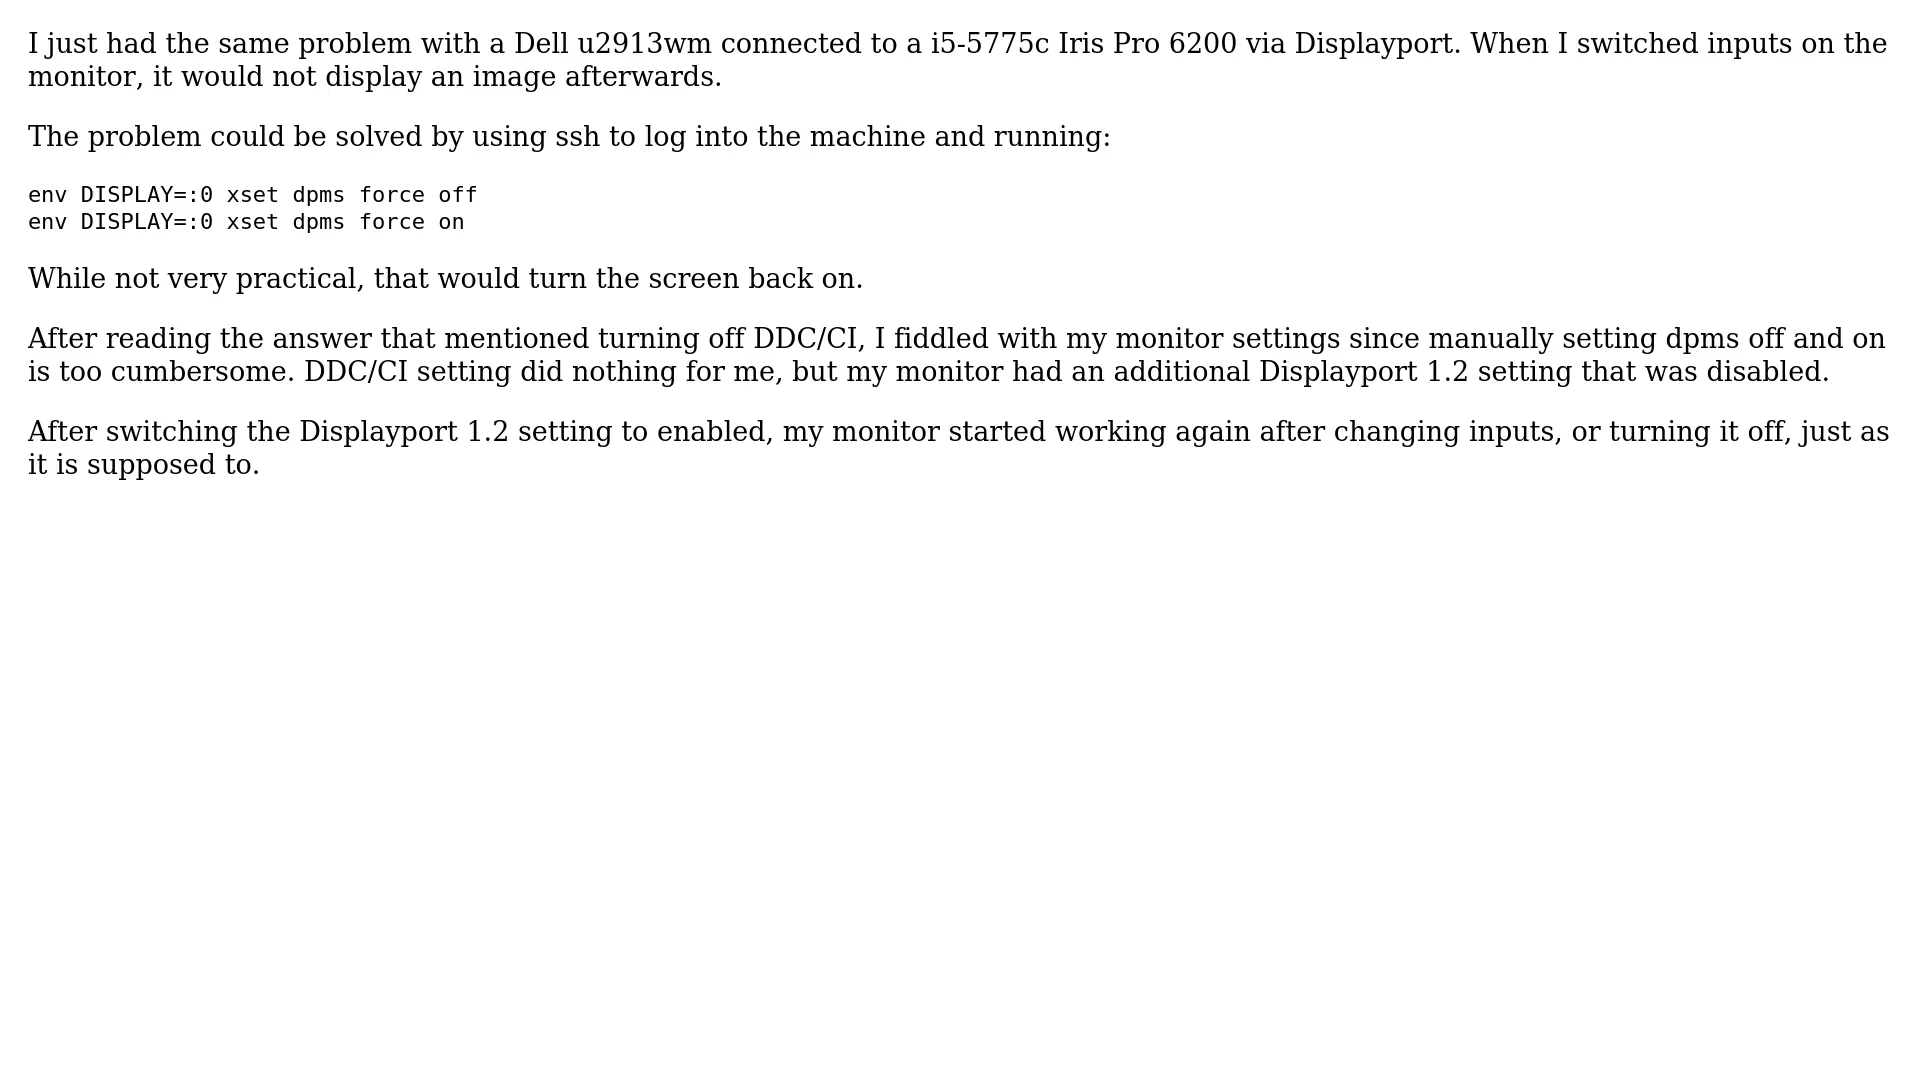 I just had the same problem with a Dell u2913wm connected to a i5-5775c Iris Pro 6200 via Displayport. When I switched inputs on the
monitor, it would not display an image afterwards.
The problem could be solved by using ssh to log into the machine and running:
env DISPLAY=:0 xset dpms force off
env DISPLAY=:0 xset dpms force on
While not very practical, that would turn the screen back on.
After reading the answer that mentioned turning off DDC/CI, I fiddled with my monitor settings since manually setting dpms off and on
is too cumbersome. DDC/CI setting did nothing for me, but my monitor had an additional Displayport 1.2 setting that was disabled.
After switching the Displayport 1.2 setting to enabled, my monitor started working again after changing inputs, or turning it off, just as
it is supposed to.